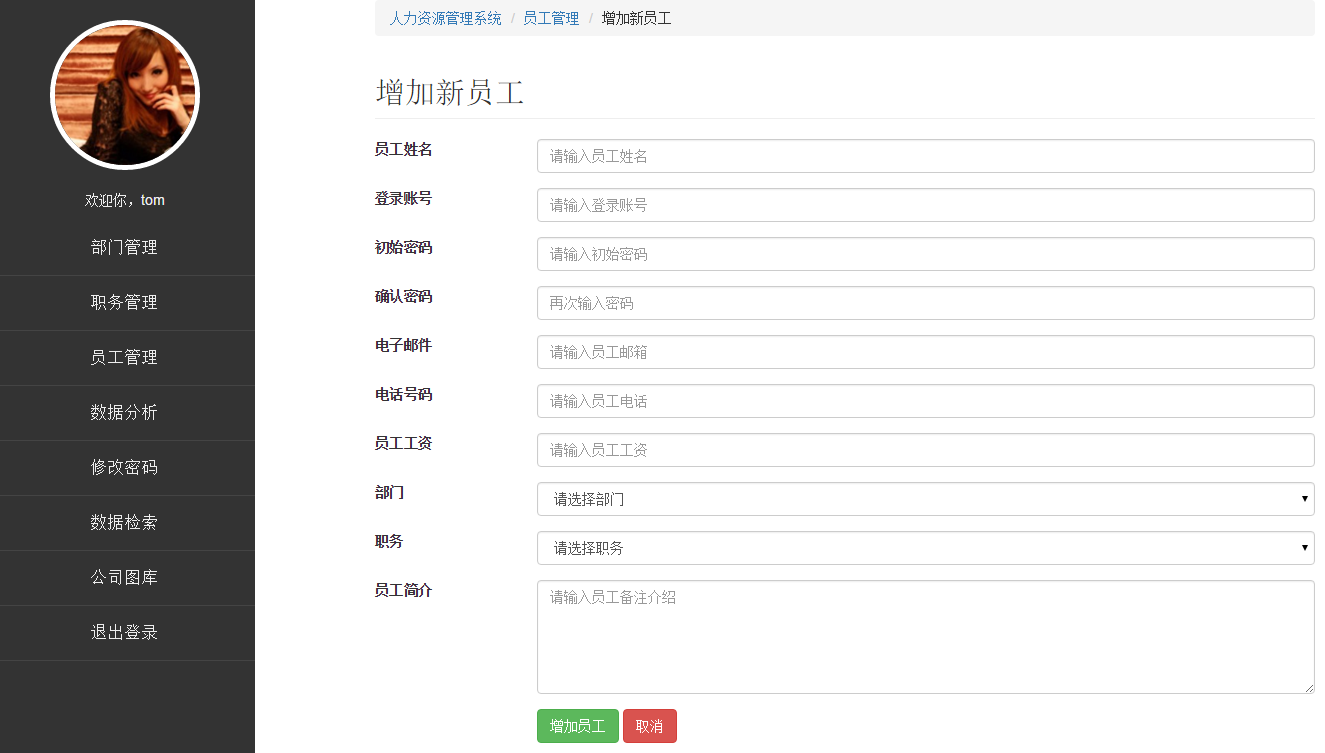 欢迎你，tom
部门管理
职务管理
员工管理
数据分析
修改密码
数据检索
公司图库
退出登录
人力资源管理系统 / 员工管理 / 增加新员工
增加新员工
员工姓名 请输入员工姓名
登录账号 请输入登录账号
初始密码 请输入初始密码
确认密码 再次输入密码
电子邮件 请输入员工邮箱
电话号码 请输入员工电话
员工工资 请输入员工工资
部门 请选择部门
职务 请选择职务
员工简介 请输入员工备注介绍
增加员工 取消